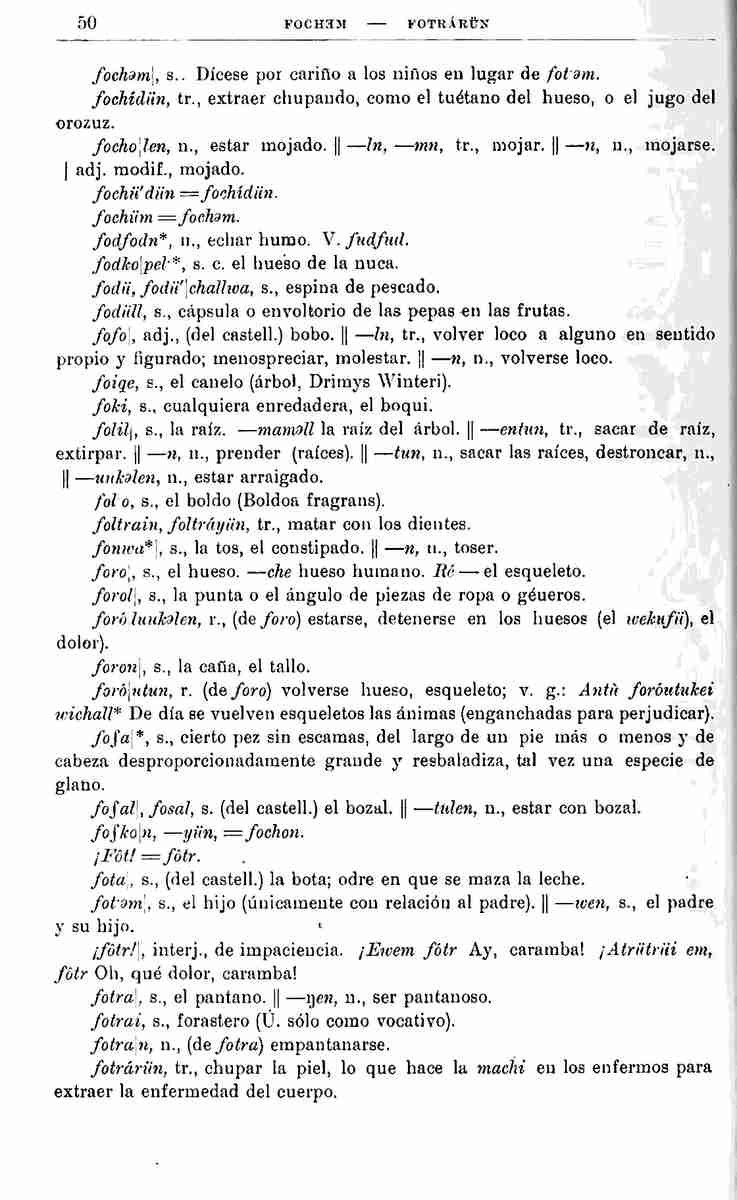 50 FOCHƎM — FOTRÁRÜN
fochəm|, s.. Dícese por cariño a los niños en lugar de fot·əm.
fochídün, tr., extraer chupando, como el tuétano del hueso, o el jugo del
orozuz.
focho|len, n., estar mojado. || —ln, —mn, tr., mojar. || —n, n., mojarse.
| adj. modif., mojado.
fochü'dün = fochídün.
fochüm = fochəm.
fodfodn*, n., echar humo. V. fudfud.
fodko|pel·*, s. c. el hueso de la nuca.
fodü, fodü'|challwa, s., espina de pescado.
fodüll, s., cápsula o envoltorio de las pepas en las frutas.
fofo|, adj., (del castell.) bobo. || —ln, tr., volver loco a alguno en sentido
propio y figurado; menospreciar, molestar. || —n, n., volverse loco.
foiqe, s., el canelo (árbol, Drimys Winteri).
foki, s., cualquiera enredadera, el boqui.
folil|, s., la raíz. —maməll la raíz del árbol. || —entun, tr., sacar de raíz,
extirpar. || —n, n., prender (raíces). || —tun, n., sacar las raíces, destroncar, n.,
|| —unkəlen, n., estar arraigado.
fol·o, s., el boldo (Boldoa fragrans).
foltrain, foltráyün, tr., matar con los dientes.
fonwa*|, s., la tos, el constipado. || —n, n., toser.
foro|, s., el hueso. —che hueso humano. Ré — el esqueleto.
forol|, s., la punta o el ángulo de piezas de ropa o géneros.
foró|luukəlen, r., (de foro) estarse, detenerse en los huesos (el wekufü), el
dolor).
foron|, s., la caña, el tallo.
foró|utun, r. (de foro) volverse hueso, esqueleto; v. g.: Antü foróutukei
wichall* De día se vuelven esqueletos las ánimas (enganchadas para perjudicar).
foʃa|*, s., cierto pez sin escamas, del largo de un pie más o menos y de
cabeza desproporcionadamente grande y resbaladiza, tal vez una especie de
glano.
foʃal|, fosal, s. (del castell.) el bozal. || —tulen, n., estar con bozal.
foʃko|n, —yün, = fochon.
¡Fôt! = fôtr.
fota|, s., (del castell.) la bota; odre en que se maza la leche.
fot·əm|, s., el hijo (únicamente con relación al padre). || —wen, s., el padre
y su hijo.
¡fôtr!|, interj., de impaciencia. ¡Ewem fôtr Ay, caramba! ¡Atrütrüi em,
fôtr Oh, qué dolor, caramba!
fotra|, s., el pantano. || —ŋen, n., ser pantanoso.
fotrai, s., forastero (Ú. sólo como vocativo).
fotra|n, n., (de fotra) empantanarse.
fotrárün, tr., chupar la piel, lo que hace la machi en los enfermos para
extraer la enfermedad del cuerpo.